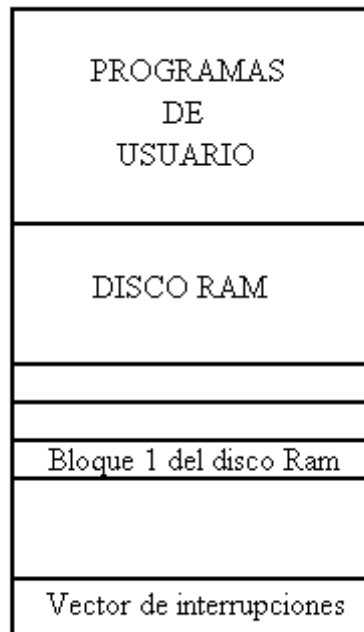 PROGRAMAS
DE
USUARIO
DISCO RAM
Bloque 1 del disco Ram
Vector de interrupciones